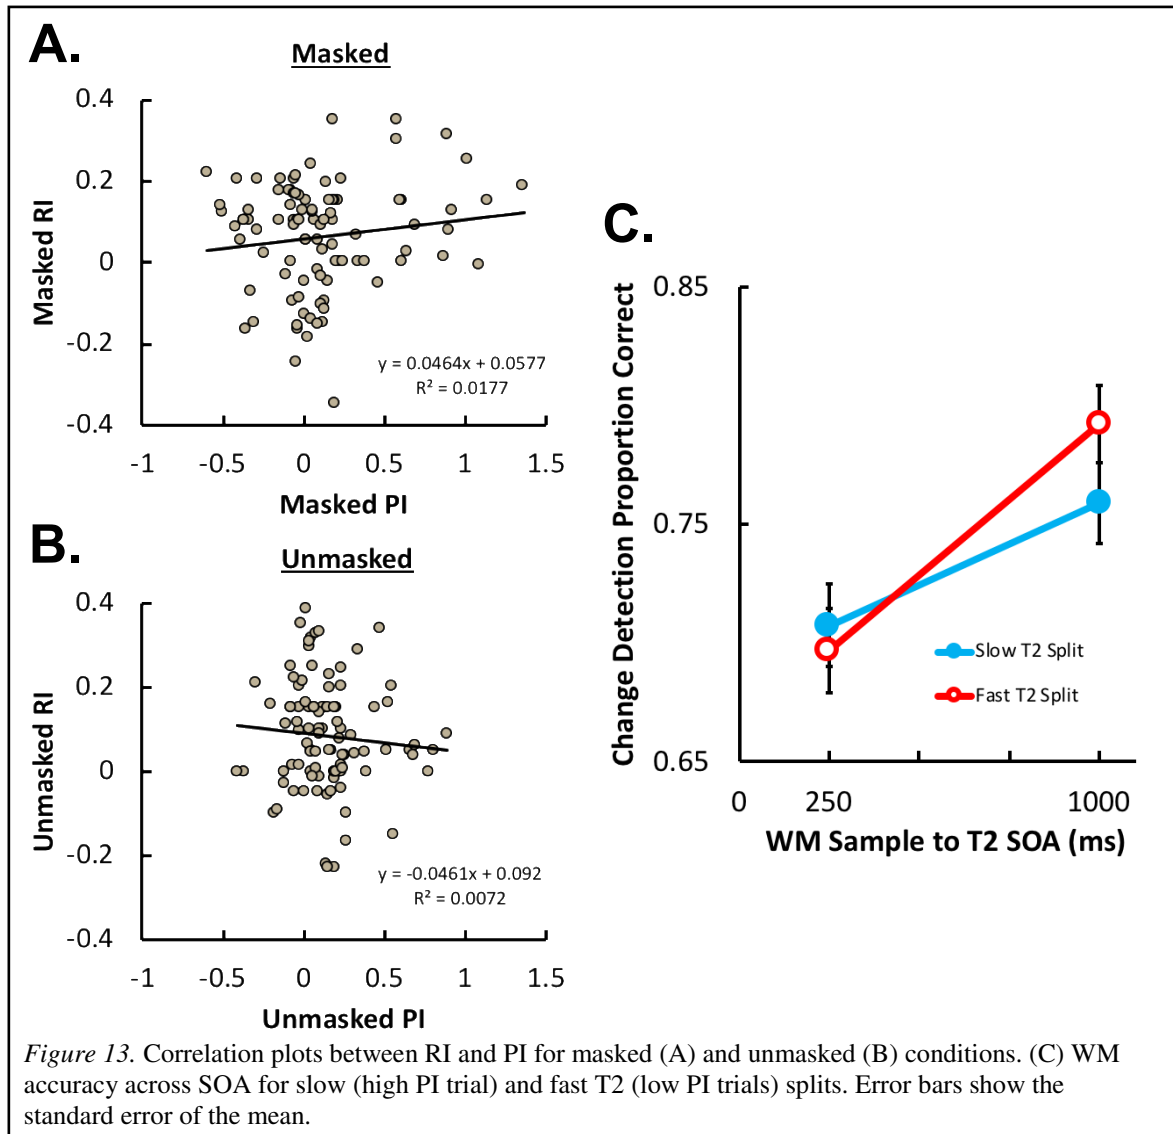 A.
Masked
0.4
0.2
0
-0.2
-0.4
Masked RI
y = 0.0464x + 0.0577
R² = 0.0177
-1 -0.5 0 0.5 1 1.5
Masked PI
B.
Unmasked
0.4
0.2
0
-0.2
-0.4
Unmasked RI
y = -0.0461x + 0.092
R² = 0.0072
-1 -0.5 0 0.5 1 1.5
Unmasked PI
C.
0.85
0.75
0.65
Change Detection Proportion Correct
Slow T2 Split
Fast T2 Split
0 250 1000
WM Sample to T2 SOA (ms)
Figure 13. Correlation plots between RI and PI for masked (A) and unmasked (B) conditions. (C) WM
accuracy across SOA for slow (high PI trial) and fast T2 (low PI trials) splits. Error bars show the
standard error of the mean.